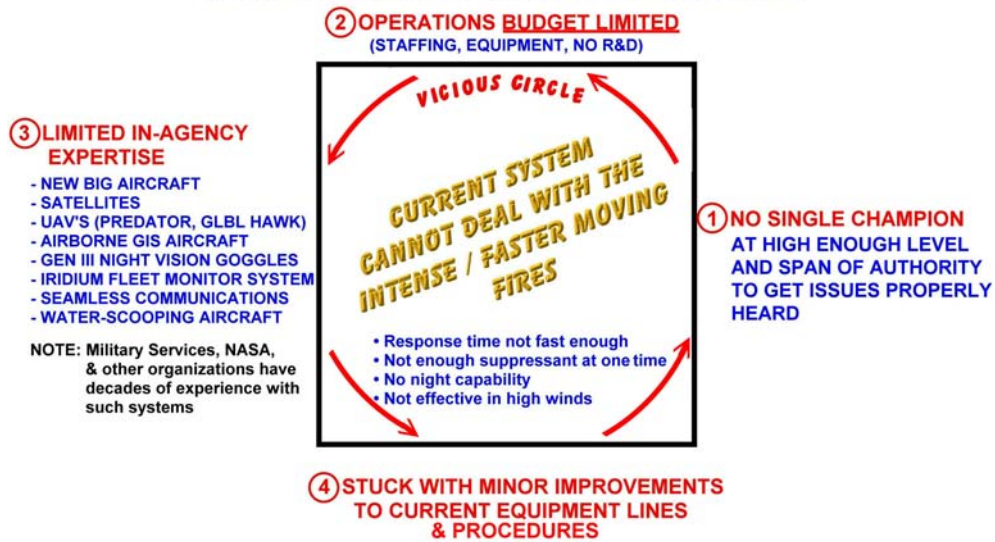 ② OPERATIONS BUDGET LIMITED
(STAFFING, EQUIPMENT, NO R&D)
VICIOUS CIRCLE
③ LIMITED IN-AGENCY
EXPERTISE
- NEW BIG AIRCRAFT
- SATELLITES
- UAV'S (PREDATOR, GLBL HAWK)
- AIRBORNE GIS AIRCRAFT
- GEN III NIGHT VISION GOGGLES
- IRIDIUM FLEET MONITOR SYSTEM
- SEAMLESS COMMUNICATIONS
- WATER-SCOOPING AIRCRAFT
NOTE: Military Services, NASA,
& other organizations have
decades of experience with
such systems
CURRENT SYSTEM
CANNOT DEAL WITH THE
INTENSE / FASTER MOVING
FIRES
• Response time not fast enough
• Not enough suppressant at one time
• No night capability
• Not effective in high winds
① NO SINGLE CHAMPION
AT HIGH ENOUGH LEVEL
AND SPAN OF AUTHORITY
TO GET ISSUES PROPERLY
HEARD
④ STUCK WITH MINOR IMPROVEMENTS
TO CURRENT EQUIPMENT LINES
& PROCEDURES